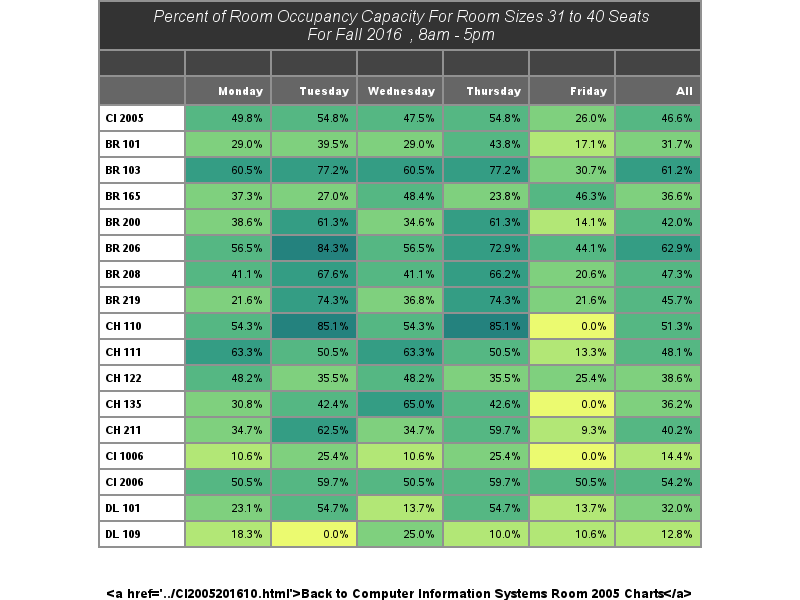 Percent of Room Occupancy Capacity For Room Sizes 31 to 40 Seats
For Fall 2016 , 8am - 5pm
Monday Tuesday Wednesday Thursday Friday All
CI 2005 49.8% 54.8% 47.5% 54.8% 26.0% 46.6%
BR 101 29.0% 39.5% 29.0% 43.8% 17.1% 31.7%
BR 103 60.5% 77.2% 60.5% 77.2% 30.7% 61.2%
BR 165 37.3% 27.0% 48.4% 23.8% 46.3% 36.6%
BR 200 38.6% 61.3% 34.6% 61.3% 14.1% 42.0%
BR 206 56.5% 84.3% 56.5% 72.9% 44.1% 62.9%
BR 208 41.1% 67.6% 41.1% 66.2% 20.6% 47.3%
BR 219 21.6% 74.3% 36.8% 74.3% 21.6% 45.7%
CH 110 54.3% 85.1% 54.3% 85.1% 0.0% 51.3%
CH 111 63.3% 50.5% 63.3% 50.5% 13.3% 48.1%
CH 122 48.2% 35.5% 48.2% 35.5% 25.4% 38.6%
CH 135 30.8% 42.4% 65.0% 42.6% 0.0% 36.2%
CH 211 34.7% 62.5% 34.7% 59.7% 9.3% 40.2%
CI 1006 10.6% 25.4% 10.6% 25.4% 0.0% 14.4%
CI 2006 50.5% 59.7% 50.5% 59.7% 50.5% 54.2%
DL 101 23.1% 54.7% 13.7% 54.7% 13.7% 32.0%
DL 109 18.3% 0.0% 25.0% 10.0% 10.6% 12.8%
<a href='../CI2005201610.html'>Back to Computer Information Systems Room 2005 Charts</a>